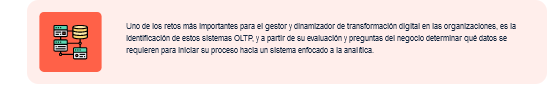 Uno de los retos más importantes para el gestor y dinamizador de transformación digital en las organizaciones, es la
identificación de estos sistemas OLTP, y a partir de su evaluación y preguntas del negocio determinar qué datos se
requieren para iniciar su proceso hacia un sistema enfocado a la analítica.